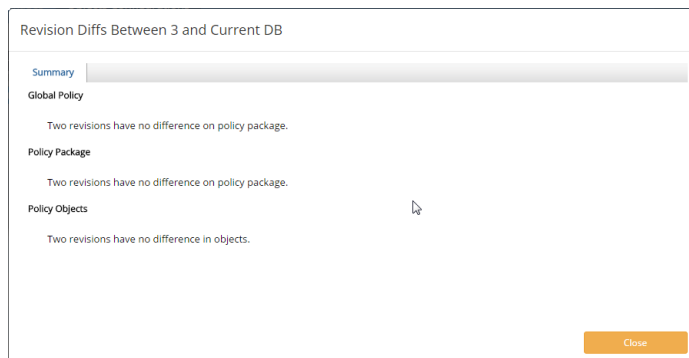 Revision Diffs Between 3 and Current DB
Summary
Global Policy
Two revisions have no difference on policy package.
Policy Package
Two revisions have no difference on policy package.
Policy Objects
Two revisions have no difference in objects.
Close